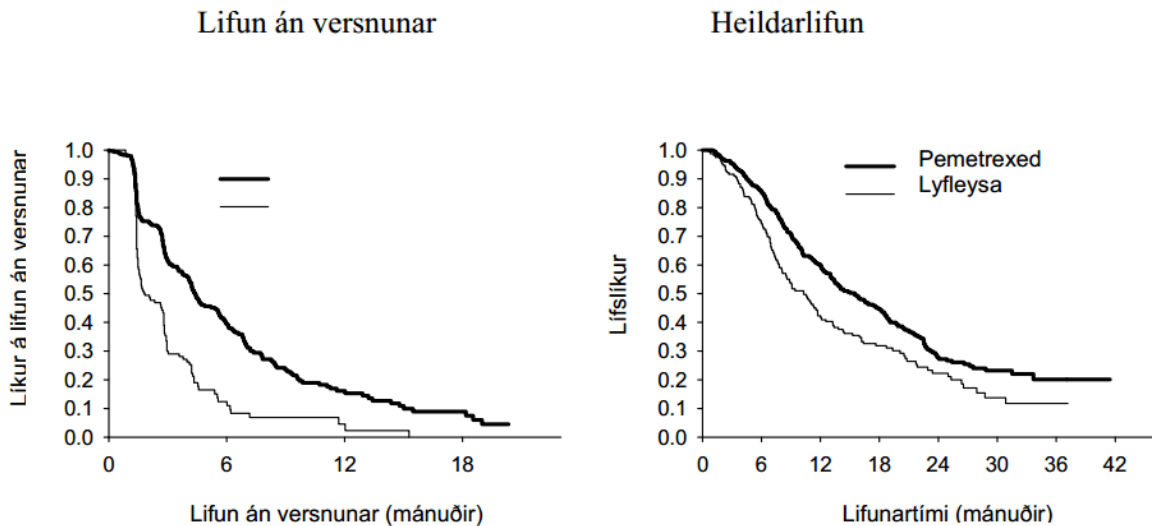 Lifun án versnunar
Heildarlifun
Líkur á lifun án versnunar
1.0
0.9
0.8
0.7
0.6
0.5
0.4
0.3
0.2
0.1
0.0
0 6 12 18
Lifun án versnunar (mánuðir)
Lífslíkur
1.0
0.9
0.8
0.7
0.6
0.5
0.4
0.3
0.2
0.1
0.0
Pemetrexed
Lyfleysa
0 6 12 18 24 30 36 42
Lifunartími (mánuðir)